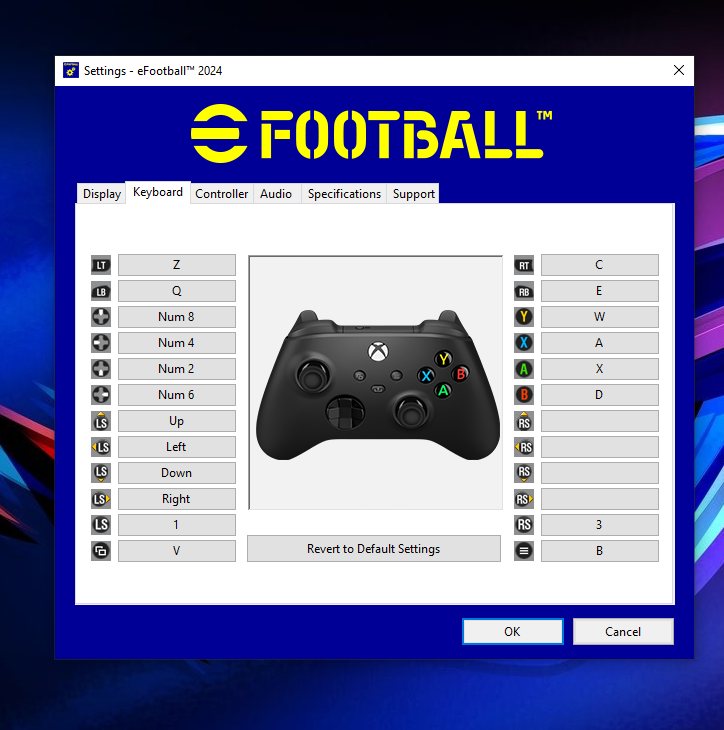 Settings - eFootball™ 2024
eFOOTBALL™
Display Keyboard Controller Audio Specifications Support
LT Z
LB Q
Num 8
Num 4
Num 2
Num 6
LS Up
LS Left
LS Down
LS Right
LS 1
V
Y
X B
A
Revert to Default Settings
RT C
RB E
Y W
X A
A X
B D
RS
RS
RS
RS
RS 3
B
OK Cancel